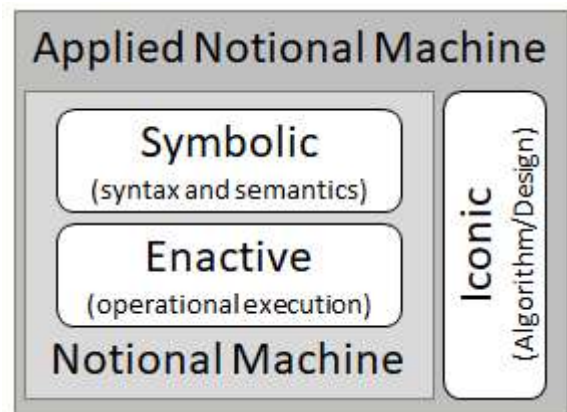 Applied Notional Machine
Symbolic
(syntax and semantics)
Enactive
(operational execution)
Notional Machine
Iconic
(Algorithm/Design)